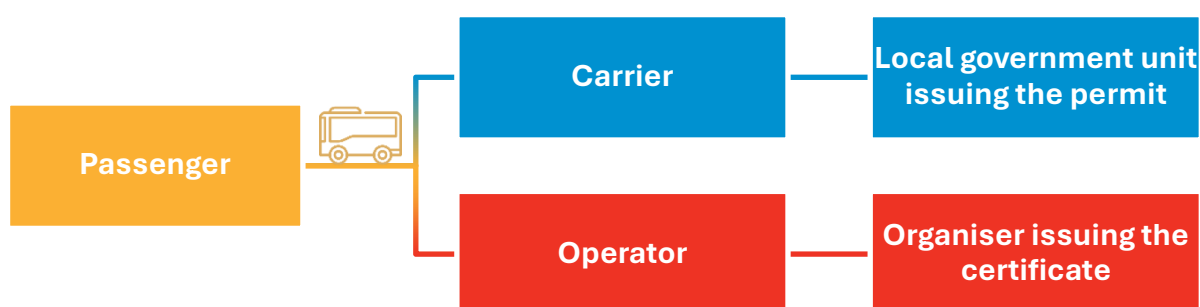 Passenger
Carrier
Local government unit
issuing the permit
Operator
Organiser issuing the
certificate